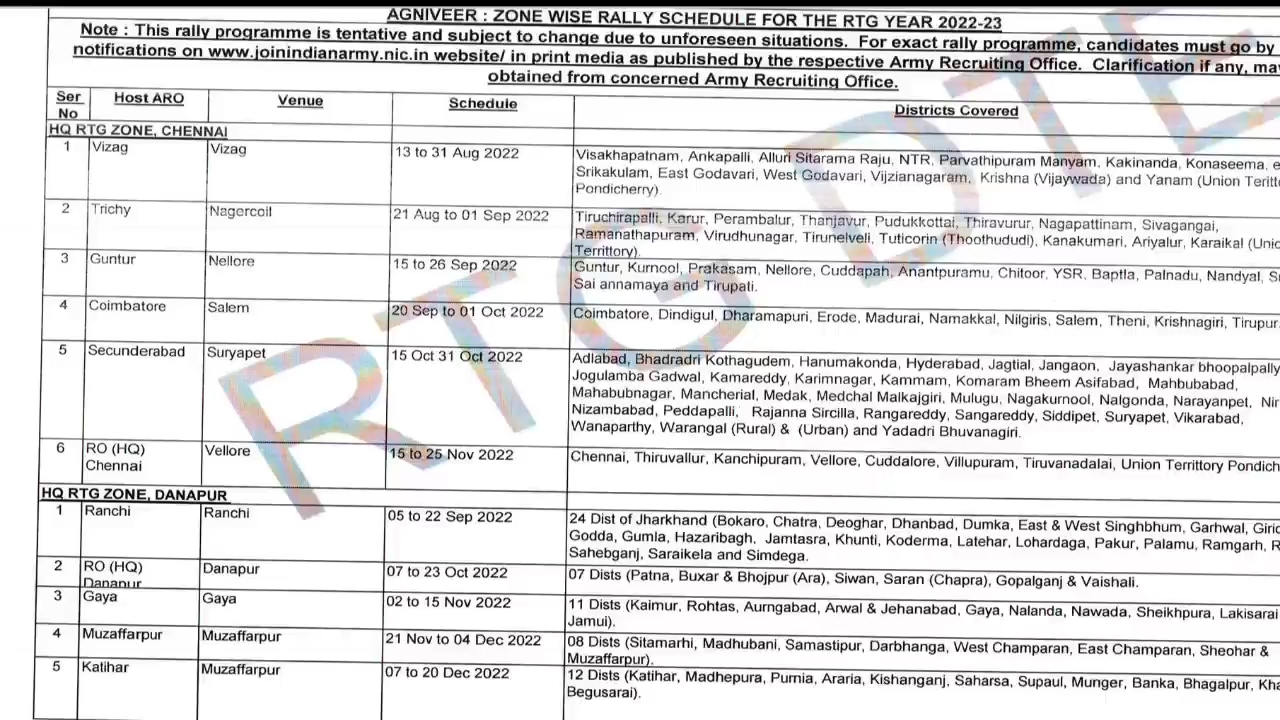 AGNIVEER : ZONE WISE RALLY SCHEDULE FOR THE RTG YEAR 2022-23
Note : This rally programme is tentative and subject to change due to unforeseen situations. For exact rally programme, candidates must go by
notifications on www.joinindianarmy.nic.in website/ in print media as published by the respective Army Recruiting Office. Clarification if any, may
obtained from concerned Army Recruiting Office.
Ser No Host ARO Venue Schedule Districts Covered
HQ RTG ZONE, CHENNAI
1 Vizag Vizag 13 to 31 Aug 2022 Visakhapatnam, Ankapalli, Alluri Sitarama Raju, NTR, Parvathipuram Manyam, Kakinanda, Konaseema, e
Srikakulam, East Godavari, West Godavari, Vijzianagaram, Krishna (Vijaywada) and Yanam (Union Teritt
Pondicherry).
2 Trichy Nagercoil 21 Aug to 01 Sep 2022 Tiruchirapalli, Karur, Perambalur, Thanjavur, Pudukkottai, Thiravurur, Nagapattinam, Sivagangai,
Ramanathapuram, Virudhunagar, Tirunelveli, Tuticorin (Thoothududi), Kanakumari, Ariyalur, Karaikal (Unio
Territory).
3 Guntur Nellore 15 to 26 Sep 2022 Guntur, Kurnool, Prakasam, Nellore, Cuddapah, Anantpuramu, Chitoor, YSR, Baptla, Palnadu, Nandyal, S
Sai annamaya and Tirupati.
4 Coimbatore Salem 20 Sep to 01 Oct 2022 Coimbatore, Dindigul, Dharamapuri, Erode, Madurai, Namakkal, Nilgiris, Salem, Theni, Krishnagiri, Tirupur
5 Secunderabad Suryapet 15 Oct 31 Oct 2022 Adlabad, Bhadradri Kothagudem, Hanumakonda, Hyderabad, Jagtial, Jangaon, Jayashankar bhoopalpally
Jogulamba Gadwal, Kamareddy, Karimnagar, Kammam, Komaram Bheem Asifabad, Mahbubabad,
Mahabubnagar, Mancherial, Medak, Medchal Malkajgiri, Mulugu, Nagakurnool, Nalgonda, Narayanpet, Nir
Nizambabad, Peddapalli, Rajanna Sircilla, Rangareddy, Sangareddy, Siddipet, Suryapet, Vikarabad,
Wanaparthy, Warangal (Rural) & (Urban) and Yadadri Bhuvanagiri.
6 RO (HQ) Chennai Vellore 15 to 25 Nov 2022 Chennai, Thiruvallur, Kanchipuram, Vellore, Cuddalore, Villupuram, Tiruvanadalai, Union Territtory Pondich
HQ RTG ZONE, DANAPUR
1 Ranchi Ranchi 05 to 22 Sep 2022 24 Dist of Jharkhand (Bokaro, Chatra, Deoghar, Dhanbad, Dumka, East & West Singhbhum, Garhwal, Girid
Godda, Gumla, Hazaribagh, Jamtasra, Khunti, Koderma, Latehar, Lohardaga, Pakur, Palamu, Ramgarh, R
Sahebganj, Saraikela and Simdega.
2 RO (HQ) Danapur Danapur 07 to 23 Oct 2022 07 Dists (Patna, Buxar & Bhojpur (Ara), Siwan, Saran (Chapra), Gopalganj & Vaishali.
3 Gaya Gaya 02 to 15 Nov 2022 11 Dists (Kaimur, Rohtas, Aurngabad, Arwal & Jehanabad, Gaya, Nalanda, Nawada, Sheikhpura, Lakisarai
Jamui).
4 Muzaffarpur Muzaffarpur 21 Nov to 04 Dec 2022 08 Dists (Sitamarhi, Madhubani, Samastipur, Darbhanga, West Champaran, East Champaran, Sheohar &
Muzaffarpur).
5 Katihar Muzaffarpur 07 to 20 Dec 2022 12 Dists (Katihar, Madhepura, Purnia, Araria, Kishanganj, Saharsa, Supaul, Munger, Banka, Bhagalpur, Kha
Begusarai).
RTG DTE